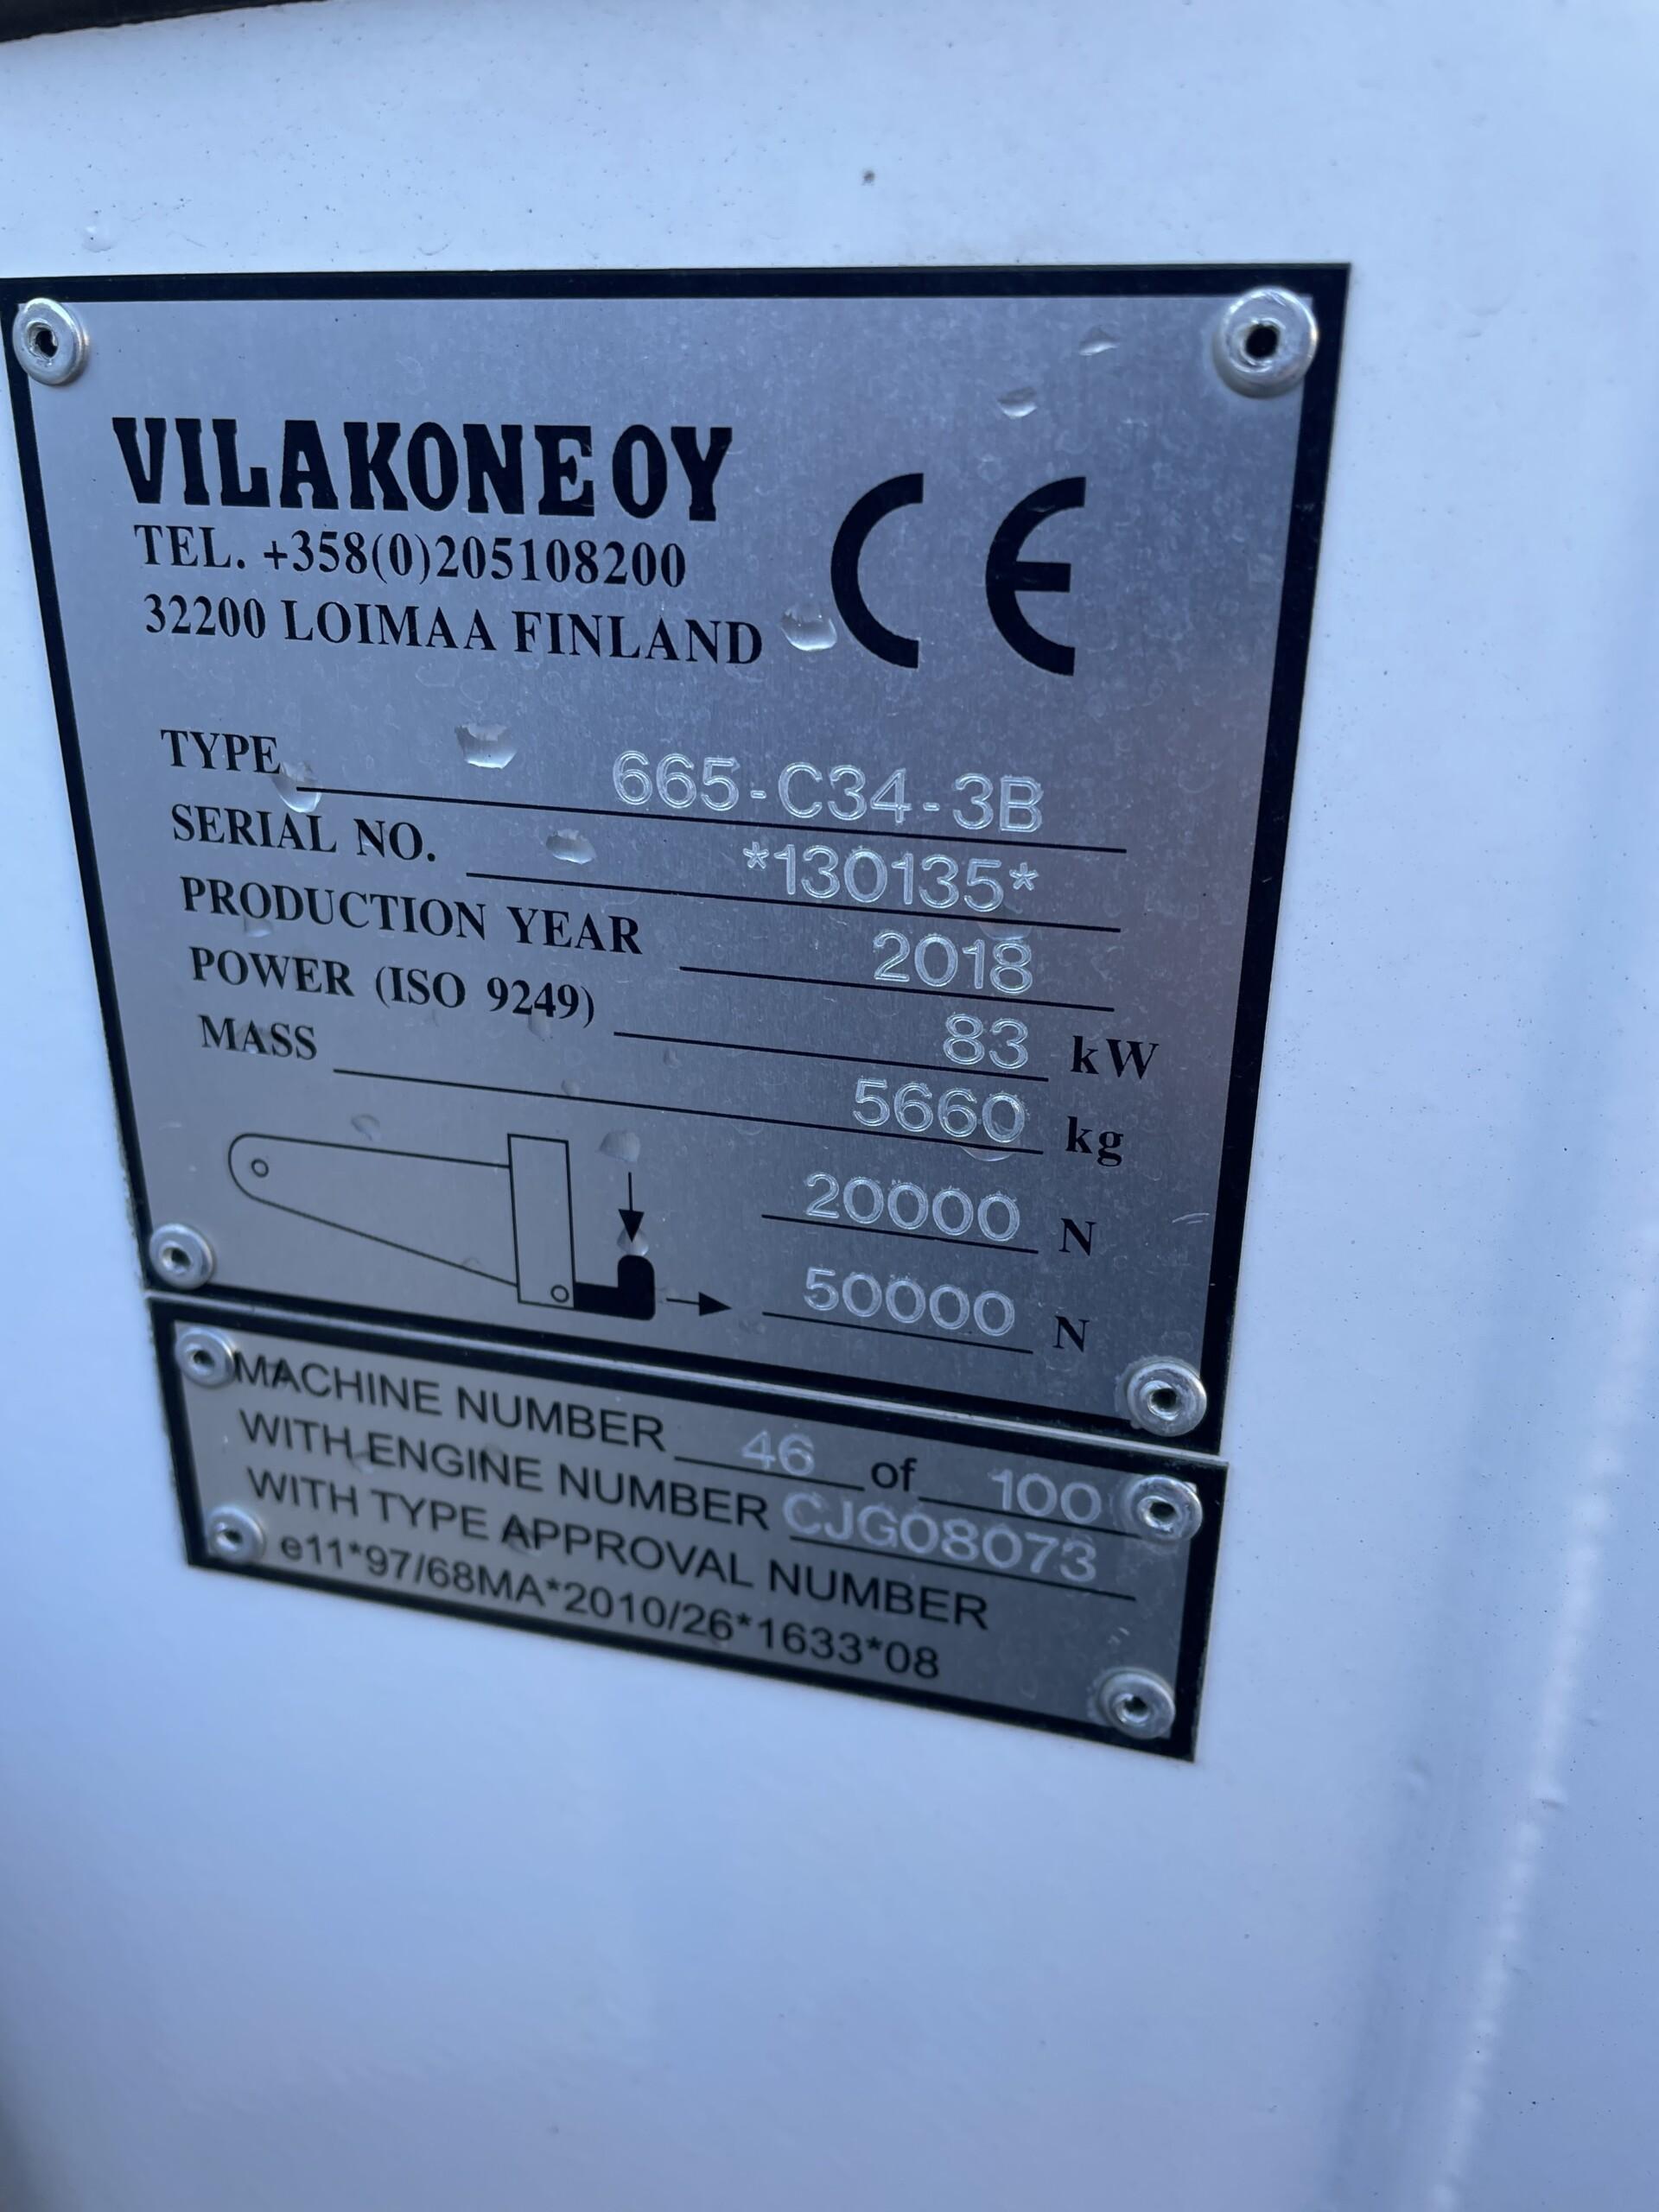 VILAKONE OY
TEL. +358(0)205108200
32200 LOIMAA FINLAND
CE
TYPE 665-C34-3B
SERIAL NO. *130135*
PRODUCTION YEAR 2018
POWER (ISO 9249) 83 kW
MASS 5660 kg
20000 N
50000 N
MACHINE NUMBER 46 of 100
WITH ENGINE NUMBER CJG08073
WITH TYPE APPROVAL NUMBER
e11*97/68MA*2010/26*1633*08